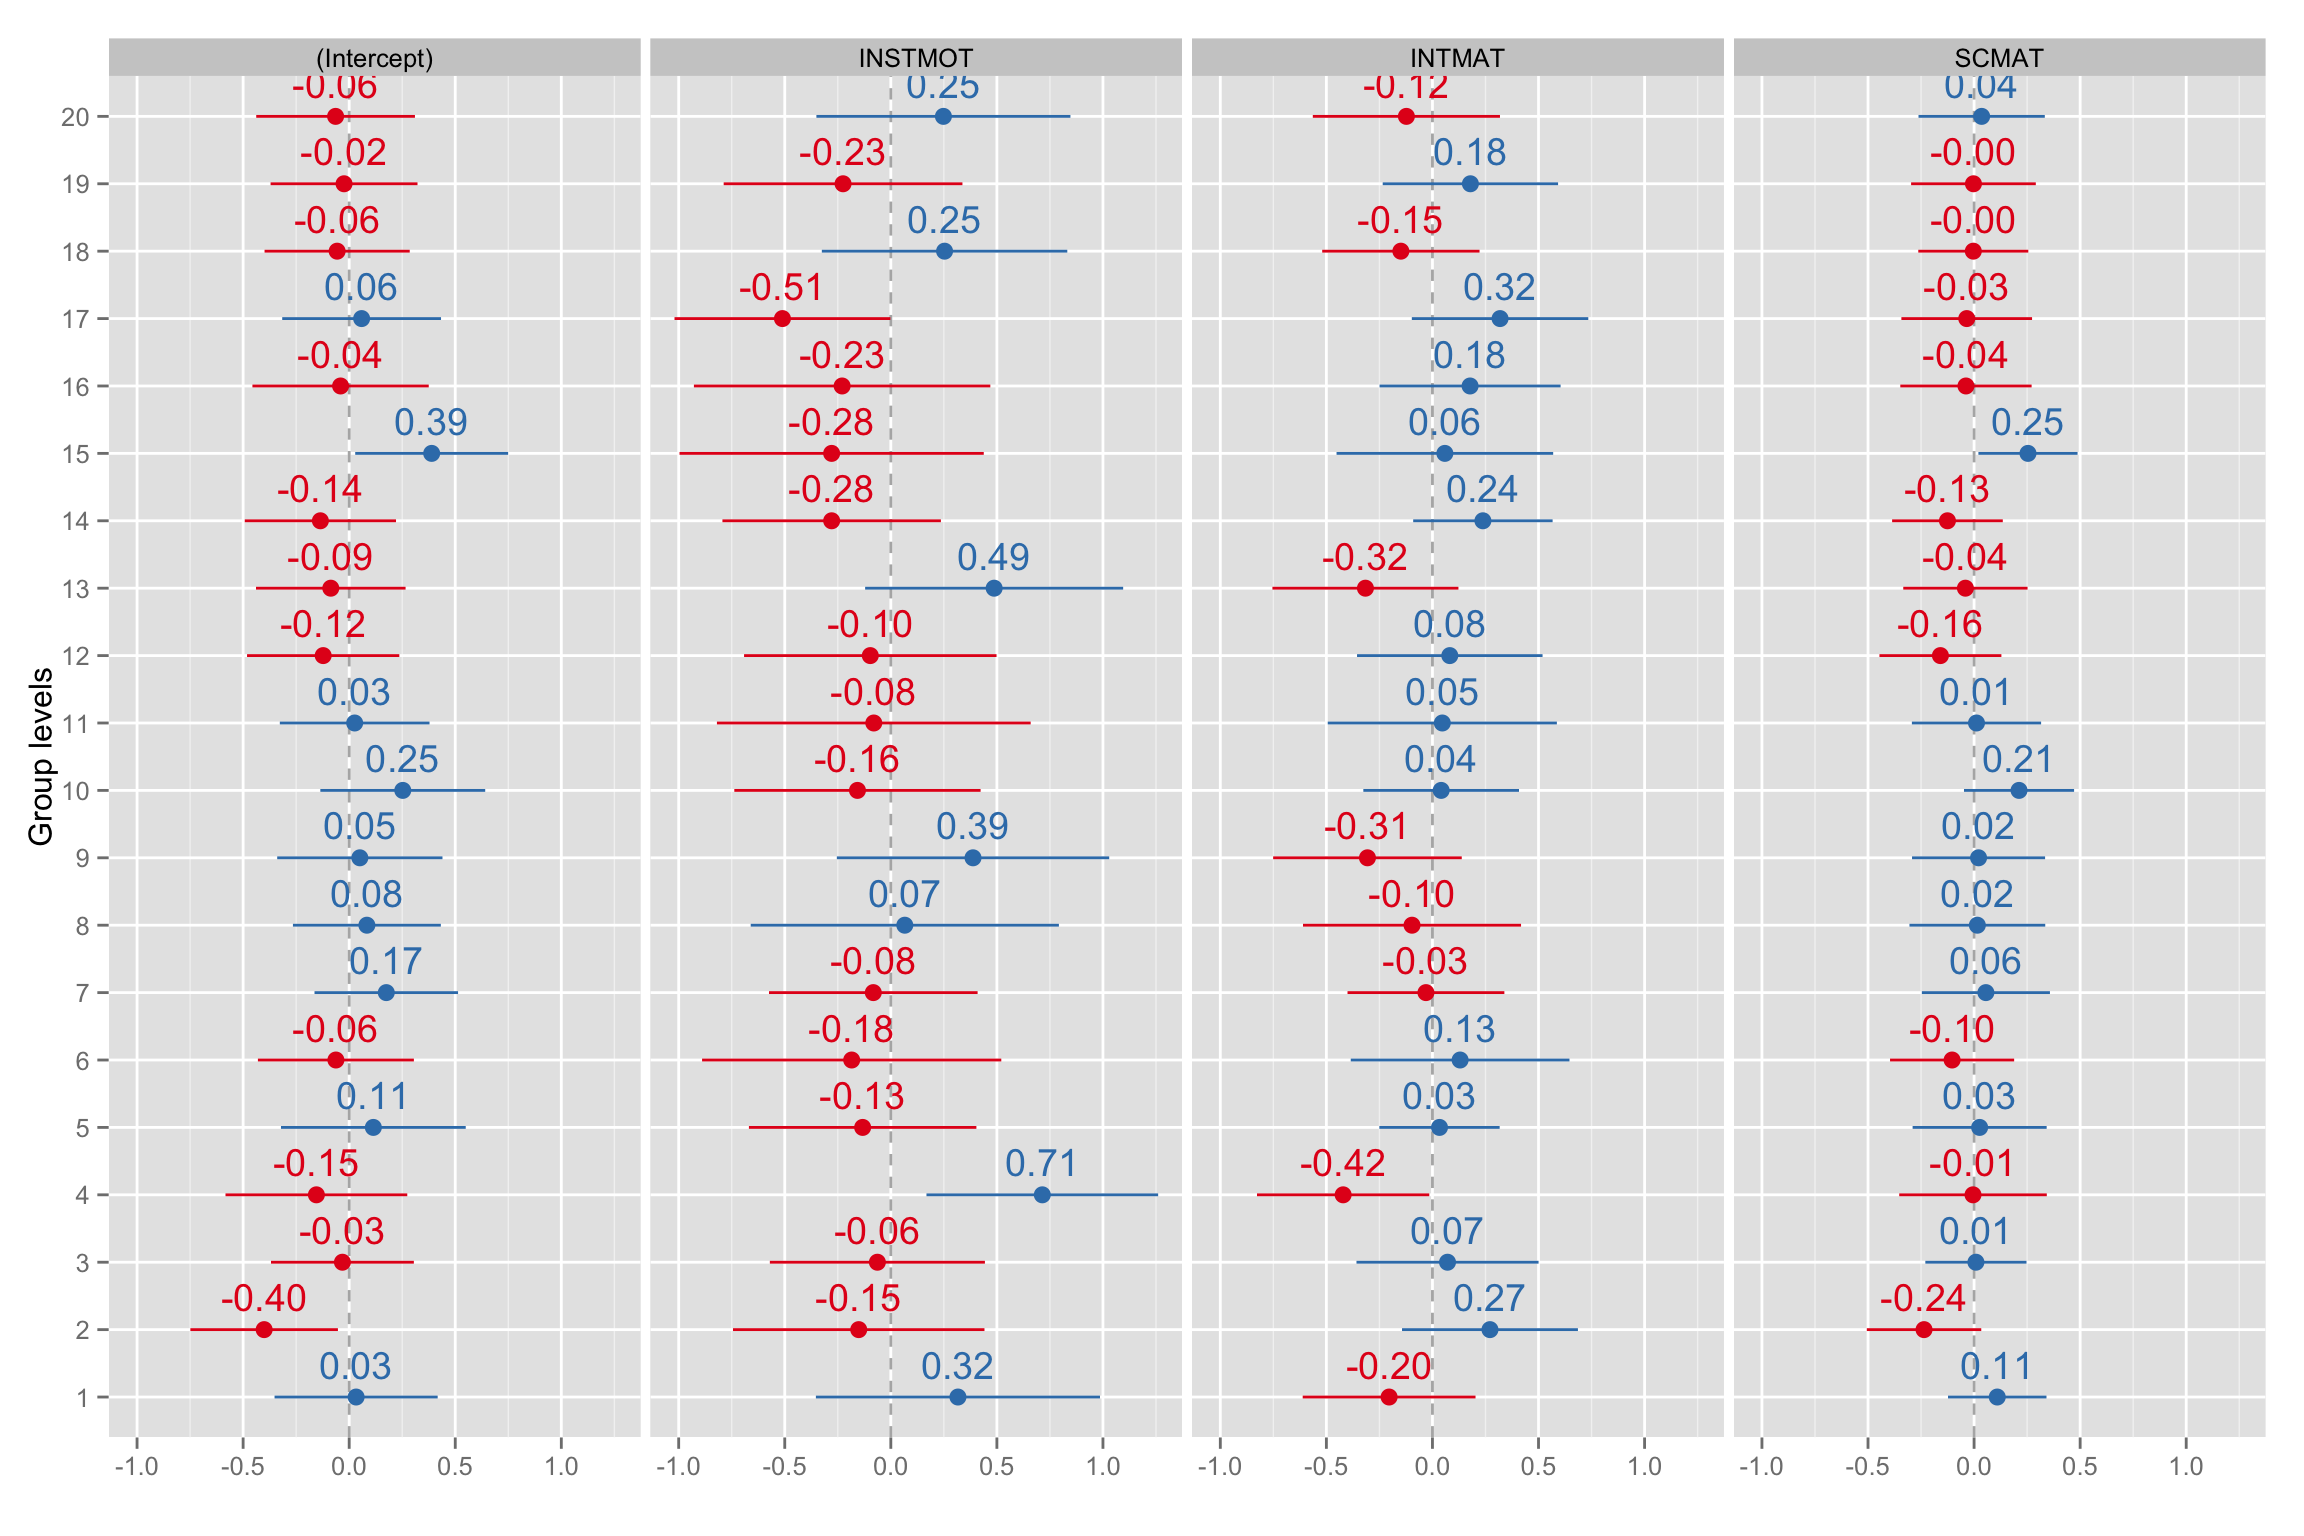 (Intercept) INSTMOT INTMAT SCMAT
-0.06 0.25 -0.12 0.04
20
-0.02 -0.23 0.18 -0.00
19
-0.06 0.25 -0.15 -0.00
18
0.06 -0.51 0.32 -0.03
17
-0.04 -0.23 0.18 -0.04
16
0.39 -0.28 0.06 0.25
15
-0.14 -0.28 0.24 -0.13
14
-0.09 0.49 -0.32 -0.04
13
-0.12 -0.10 0.08 -0.16
12
0.03 -0.08 0.05 0.01
11
0.25 -0.16 0.04 0.21
10
Group levels
0.05 0.39 -0.31 0.02
9
0.08 0.07 -0.10 0.02
8
0.17 -0.08 -0.03 0.06
7
-0.06 -0.18 0.13 -0.10
6
0.11 -0.13 0.03 0.03
5
-0.15 0.71 -0.42 -0.01
4
-0.03 -0.06 0.07 0.01
3
-0.40 -0.15 0.27 -0.24
2
0.03 0.32 -0.20 0.11
1
-1.0 -0.5 0.0 0.5 1.0 -1.0 -0.5 0.0 0.5 1.0 -1.0 -0.5 0.0 0.5 1.0 -1.0 -0.5 0.0 0.5 1.0